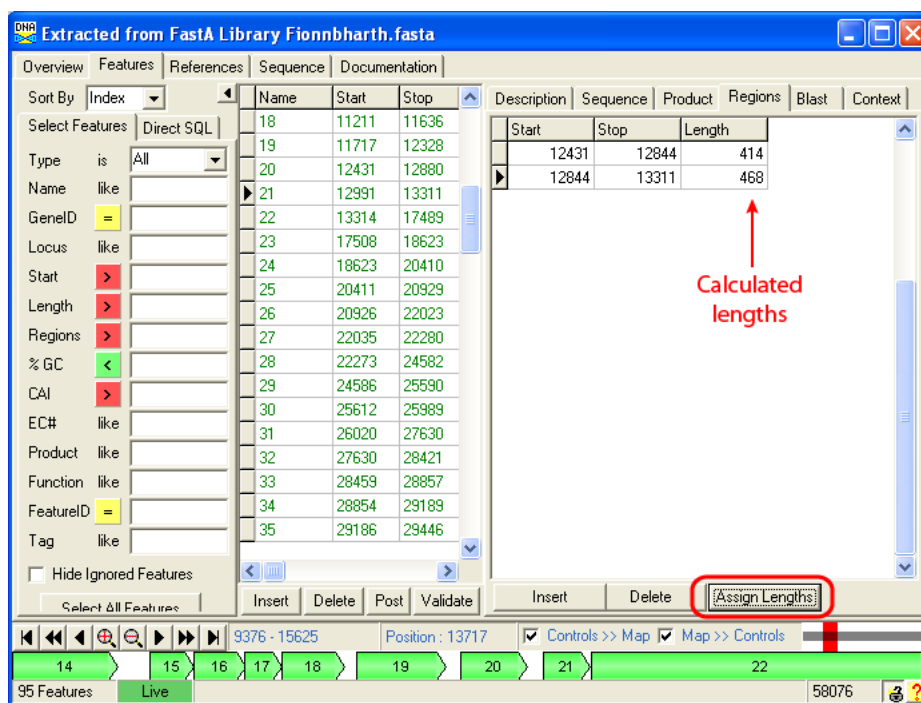 Extracted from FastA Library Fionnbharth.fasta
Overview Features References Sequence Documentation
Sort By Index
Select Features Direct SQL
Type is All
Name like
GeneID =
Locus like
Start >
Length >
Regions >
% GC <
CAI >
EC# like
Product like
Function like
FeatureID =
Tag like
Hide Ignored Features
Select All Features
Name Start Stop
18 11211 11636
19 11717 12328
20 12431 12880
21 12991 13311
22 13314 17489
23 17508 18623
24 18623 20410
25 20411 20929
26 20926 22023
27 22035 22280
28 22273 24582
29 24586 25590
30 25612 25989
31 26020 27630
32 27630 28421
33 28459 28857
34 28854 29189
35 29186 29446
Insert Delete Post Validate
Description Sequence Product Regions Blast Context
Start Stop Length
12431 12844 414
12844 13311 468
Calculated
lengths
Insert Delete Assign Lengths
9376 - 15625 Position : 13717 Controls >> Map Map >> Controls
14 15 16 17 18 19 20 21 22
95 Features Live 58076 ?